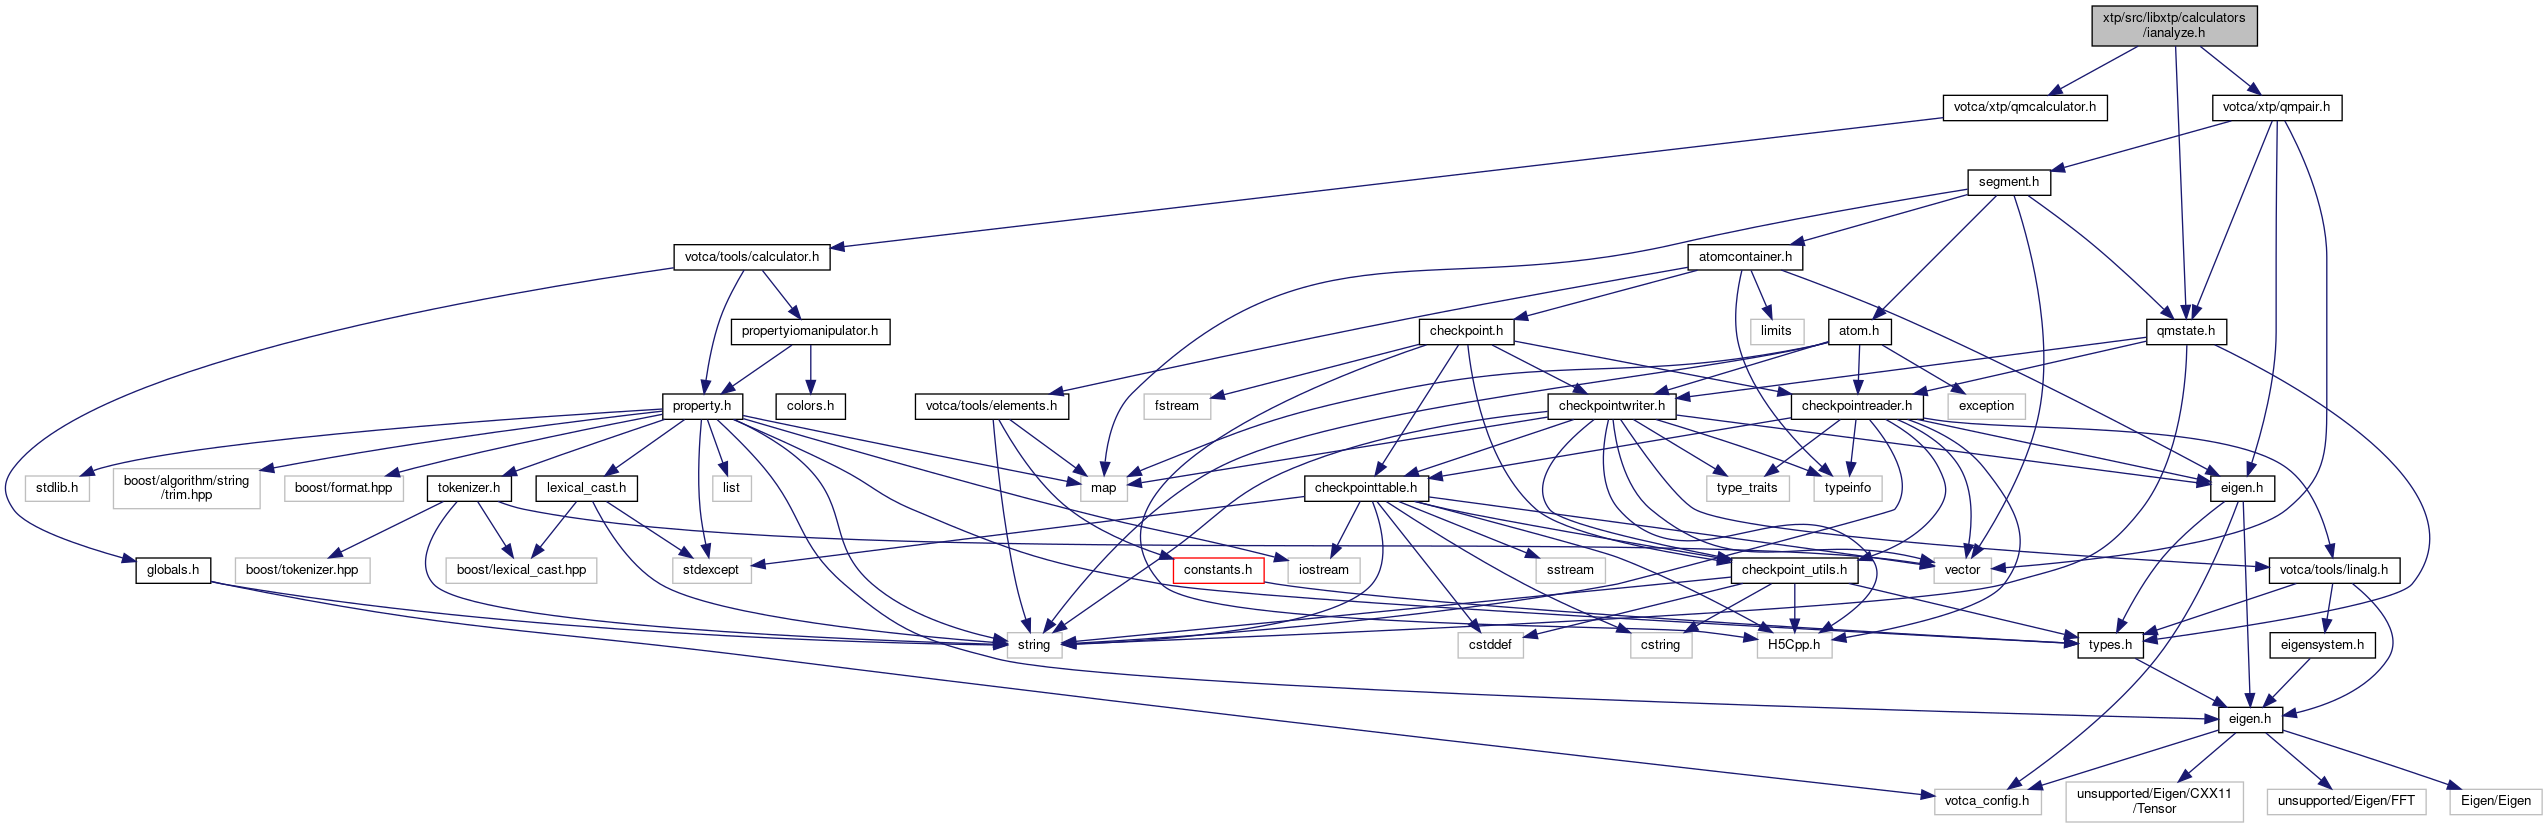 xtp/src/libxtp/calculators
/ianalyze.h
votca/xtp/qmcalculator.h
votca/xtp/qmpair.h
segment.h
votca/tools/calculator.h
atomcontainer.h
propertyiomanipulator.h
checkpoint.h
limits
atom.h
qmstate.h
property.h
colors.h
votca/tools/elements.h
fstream
checkpointwriter.h
checkpointreader.h
exception
stdlib.h
boost/algorithm/string
/trim.hpp
boost/format.hpp
tokenizer.h
lexical_cast.h
list
map
checkpointtable.h
type_traits
typeinfo
eigen.h
globals.h
boost/tokenizer.hpp
boost/lexical_cast.hpp
stdexcept
constants.h
iostream
sstream
checkpoint_utils.h
vector
votca/tools/linalg.h
string
cstddef
cstring
H5Cpp.h
types.h
eigensystem.h
eigen.h
votca_config.h
unsupported/Eigen/CXX11
/Tensor
unsupported/Eigen/FFT
Eigen/Eigen